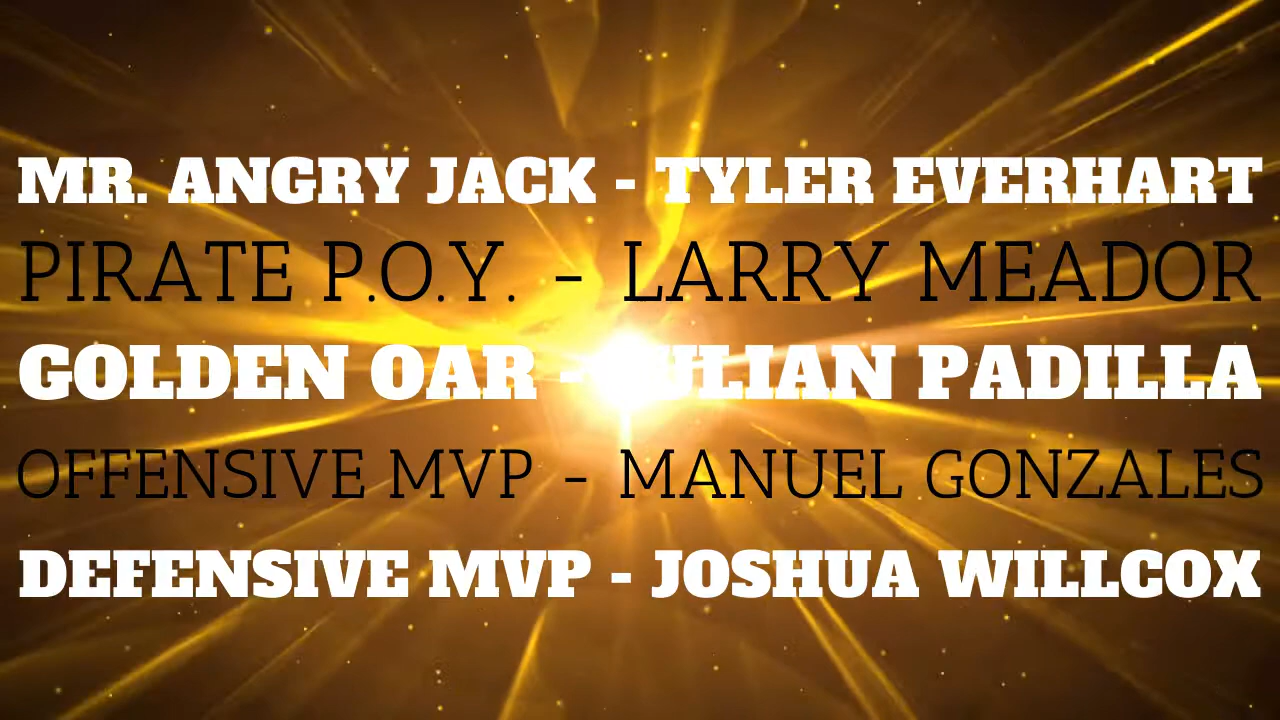 MR. ANGRY JACK - TYLER EVERHART
PIRATE P.O.Y. - LARRY MEADOR
GOLDEN OAR - JULIAN PADILLA
OFFENSIVE MVP - MANUEL GONZALES
DEFENSIVE MVP - JOSHUA WILLCOX